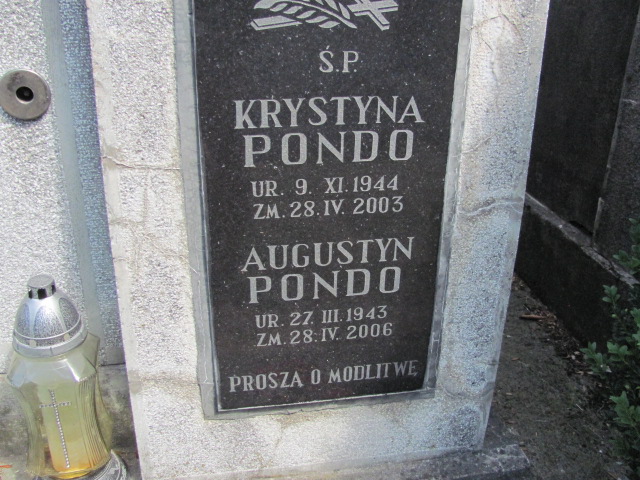 Ś.P.
KRYSTYNA
PONDO
UR. 9. XI. 1944
ZM. 28. IV. 2003
AUGUSTYN
PONDO
UR. 27. III. 1943
ZM. 28. IV. 2006
PROSZĄ O MODLITWĘ